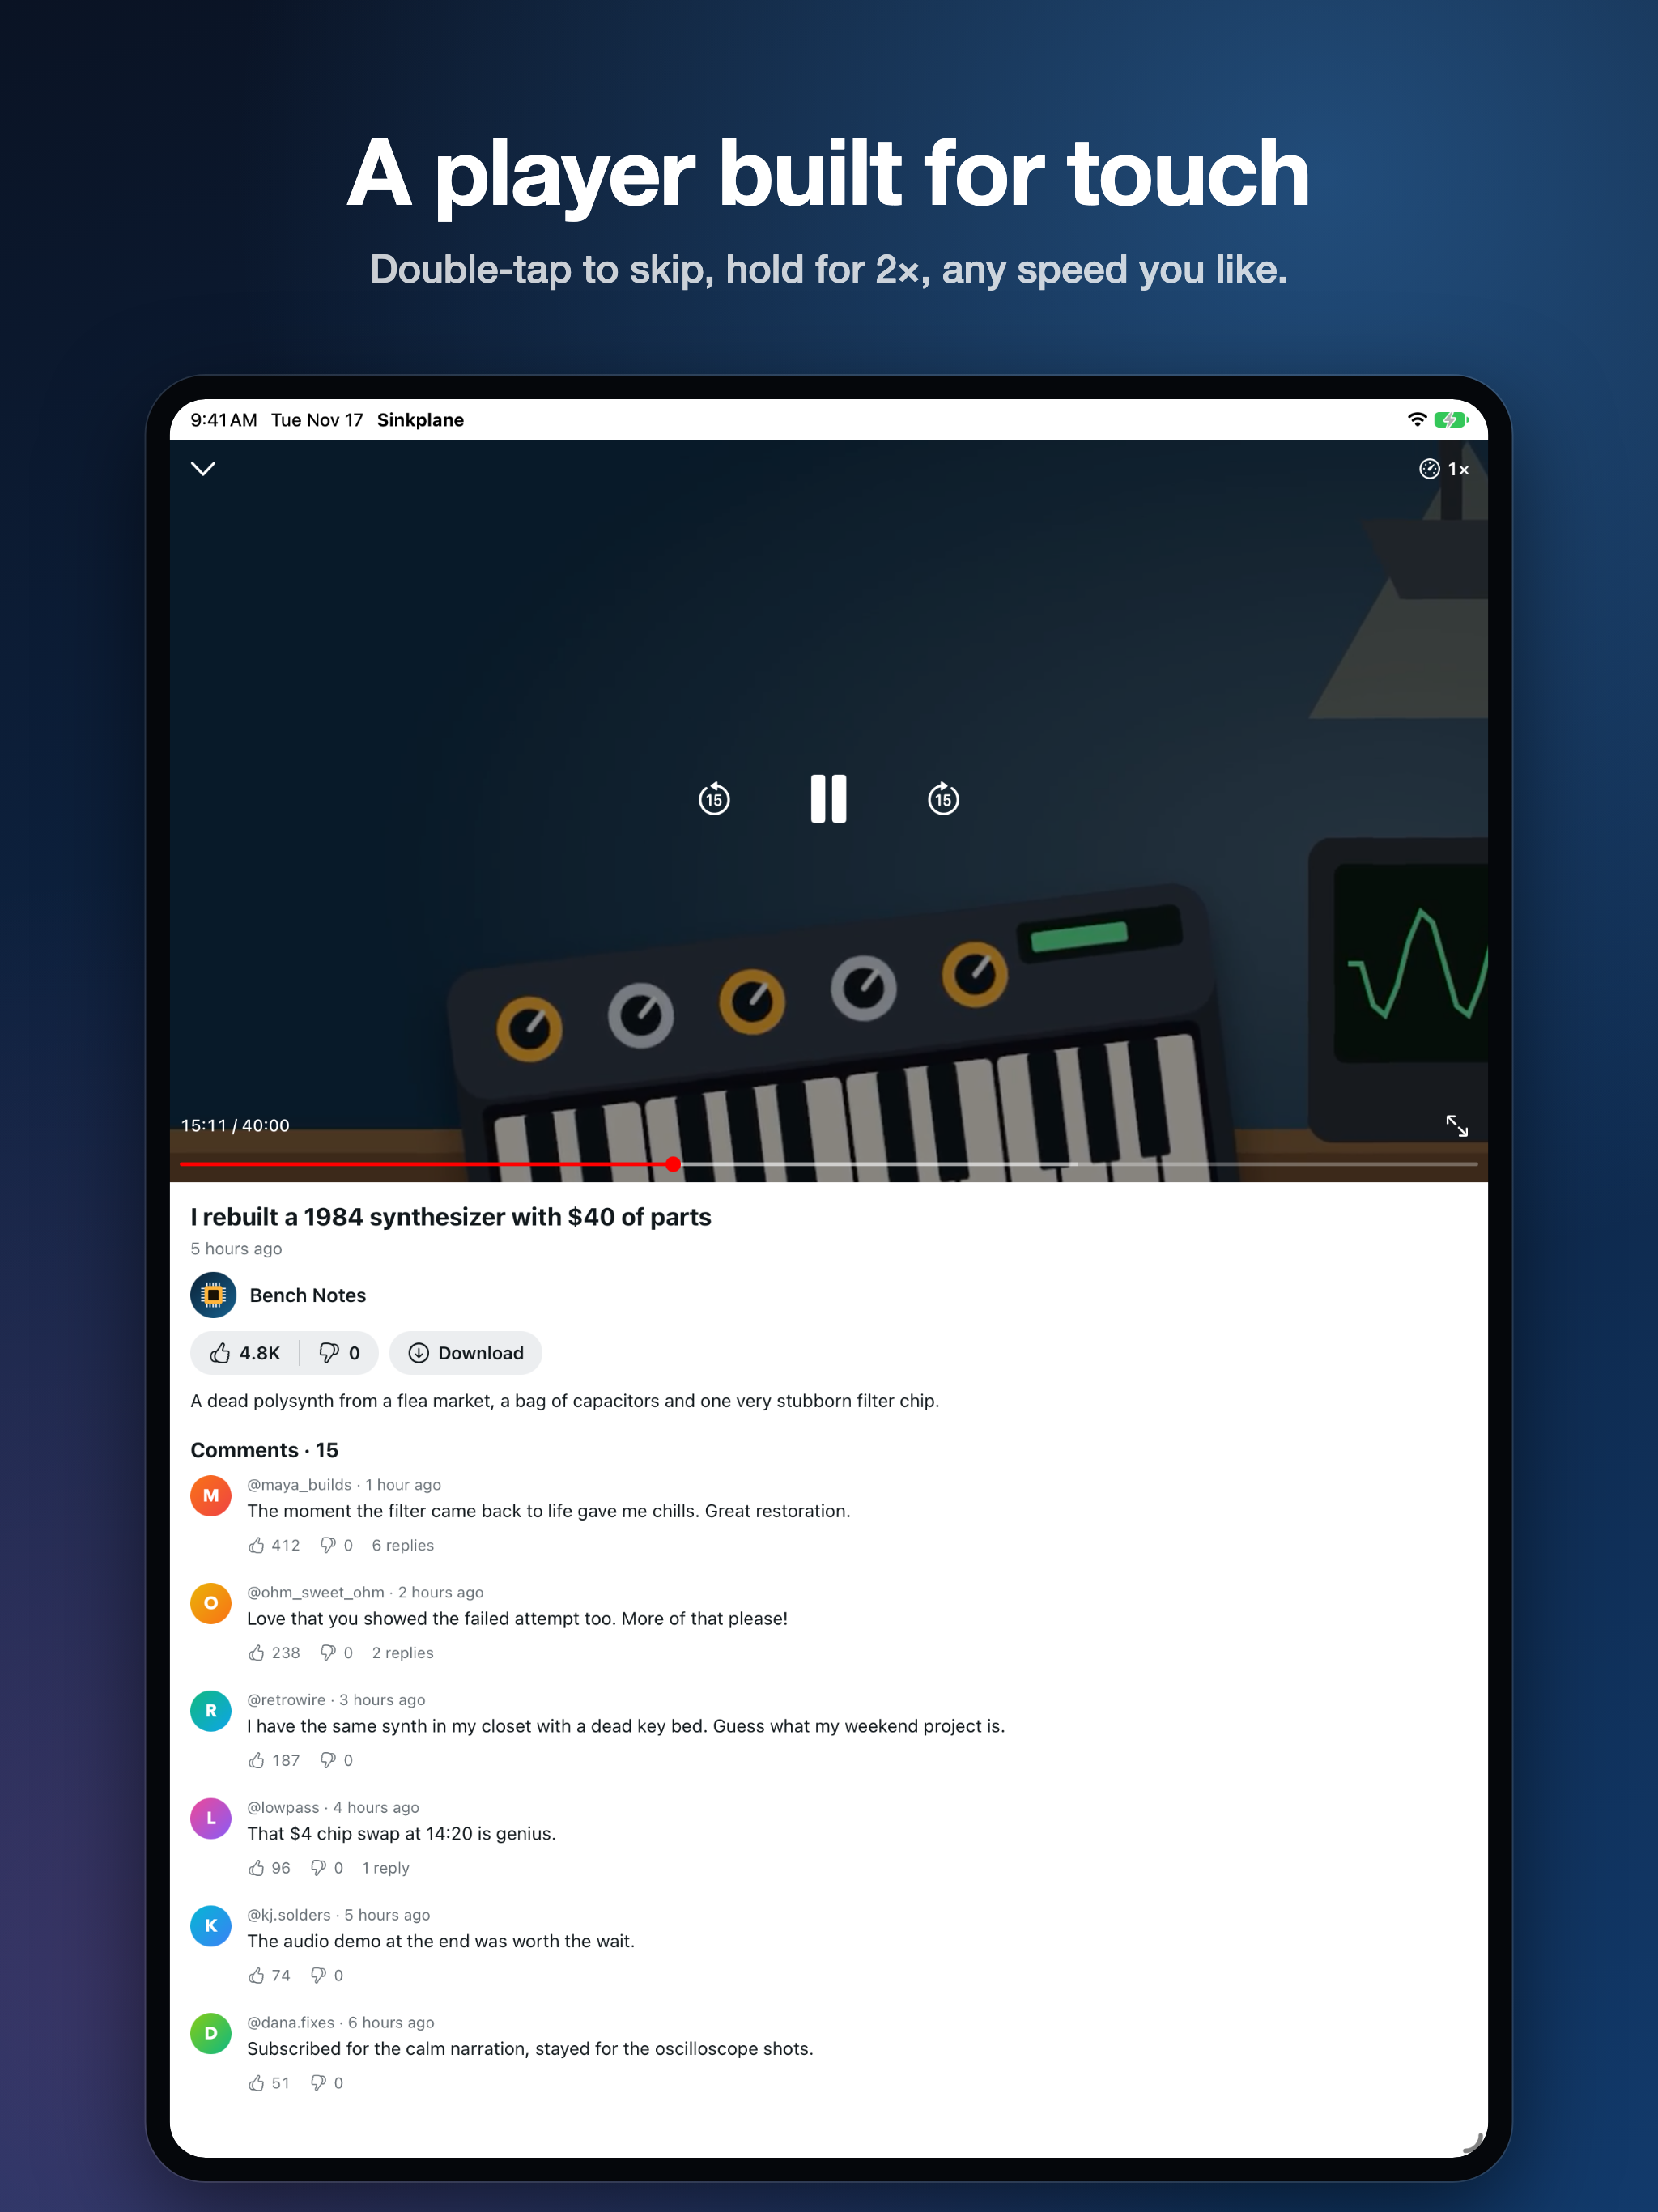 A player built for touch
Double-tap to skip, hold for 2×, any speed you like.
9:41 AM Tue Nov 17 Sinkplane
1×
15 15
15:11 / 40:00
I rebuilt a 1984 synthesizer with $40 of parts
5 hours ago
Bench Notes
4.8K 0 Download
A dead polysynth from a flea market, a bag of capacitors and one very stubborn filter chip.
Comments · 15
M
@maya_builds · 1 hour ago
The moment the filter came back to life gave me chills. Great restoration.
412 0 6 replies
O
@ohm_sweet_ohm · 2 hours ago
Love that you showed the failed attempt too. More of that please!
238 0 2 replies
R
@retrowire · 3 hours ago
I have the same synth in my closet with a dead key bed. Guess what my weekend project is.
187 0
L
@lowpass · 4 hours ago
That $4 chip swap at 14:20 is genius.
96 0 1 reply
K
@kj.solders · 5 hours ago
The audio demo at the end was worth the wait.
74 0
D
@dana.fixes · 6 hours ago
Subscribed for the calm narration, stayed for the oscilloscope shots.
51 0